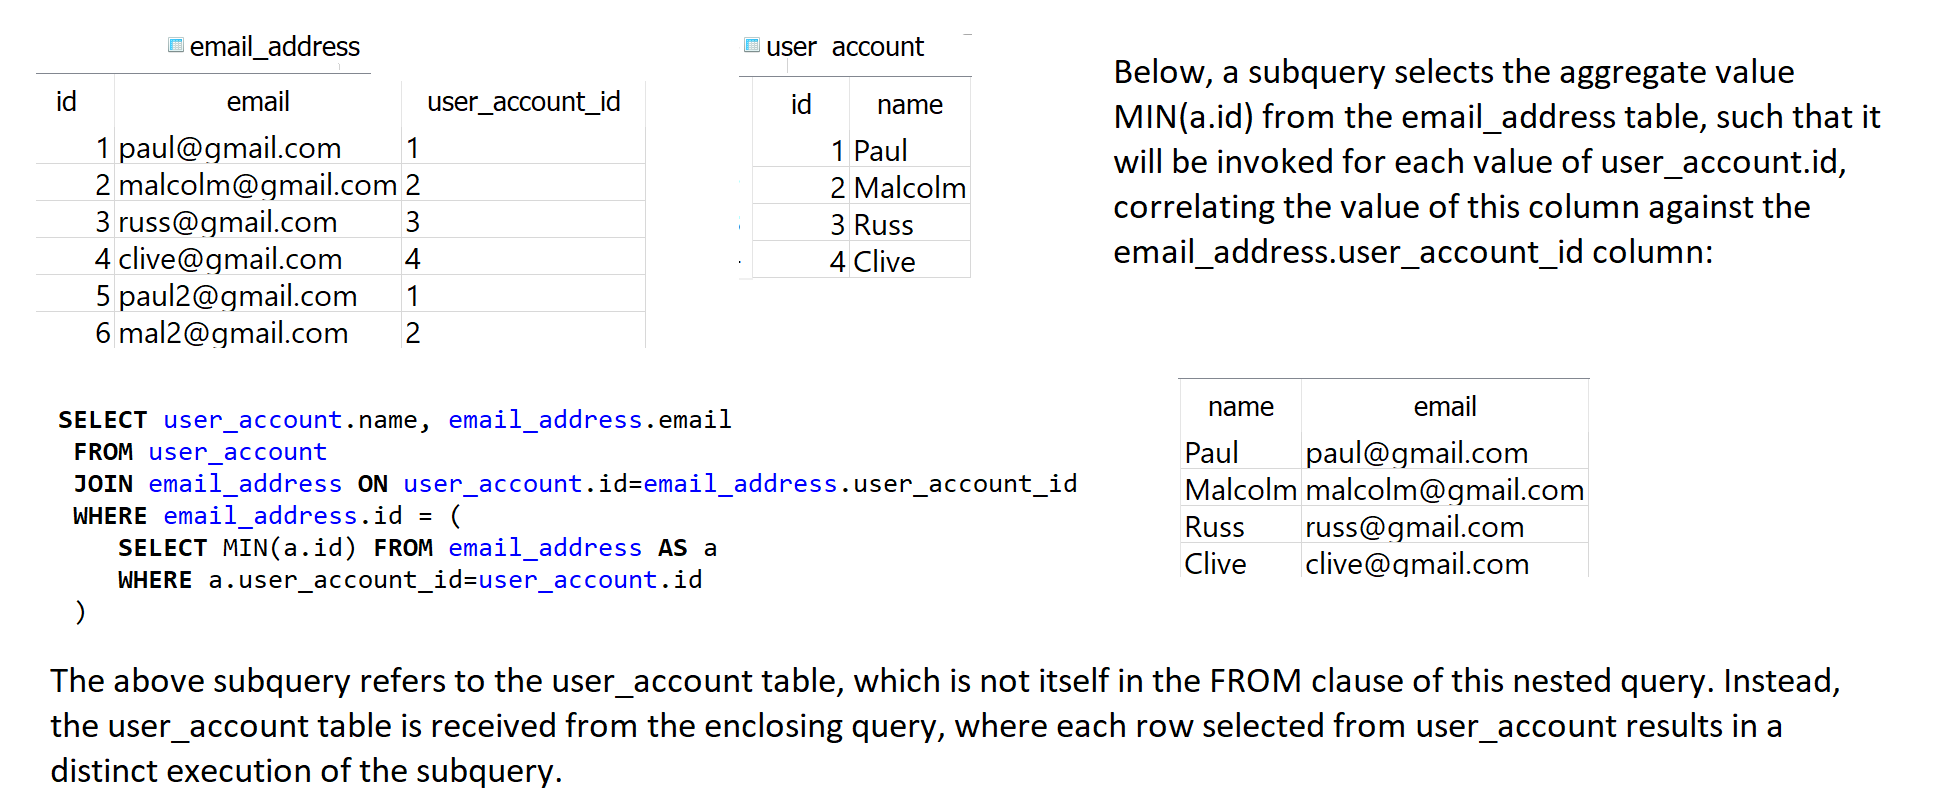 email_address
id email user_account_id
1 paul@gmail.com 1
2 malcolm@gmail.com 2
3 russ@gmail.com 3
4 clive@gmail.com 4
5 paul2@gmail.com 1
6 mal2@gmail.com 2
user_account
id name
1 Paul
2 Malcolm
3 Russ
4 Clive
Below, a subquery selects the aggregate value
MIN(a.id) from the email_address table, such that it
will be invoked for each value of user_account.id,
correlating the value of this column against the
email_address.user_account_id column:
SELECT user_account.name, email_address.email
FROM user_account
JOIN email_address ON user_account.id=email_address.user_account_id
WHERE email_address.id = (
SELECT MIN(a.id) FROM email_address AS a
WHERE a.user_account_id=user_account.id
)
name email
Paul paul@gmail.com
Malcolm malcolm@gmail.com
Russ russ@gmail.com
Clive clive@gmail.com
The above subquery refers to the user_account table, which is not itself in the FROM clause of this nested query. Instead,
the user_account table is received from the enclosing query, where each row selected from user_account results in a
distinct execution of the subquery.